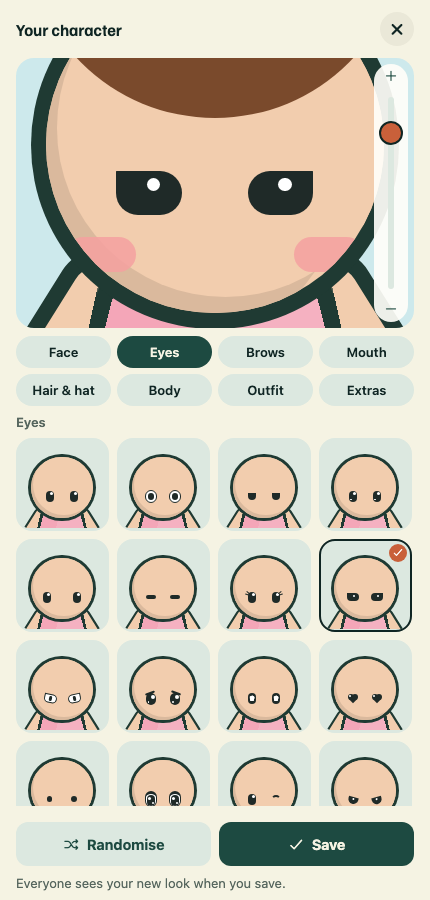 Your character
Face
Eyes
Brows
Mouth
Hair & hat
Body
Outfit
Extras
Eyes
Randomise
Save
Everyone sees your new look when you save.